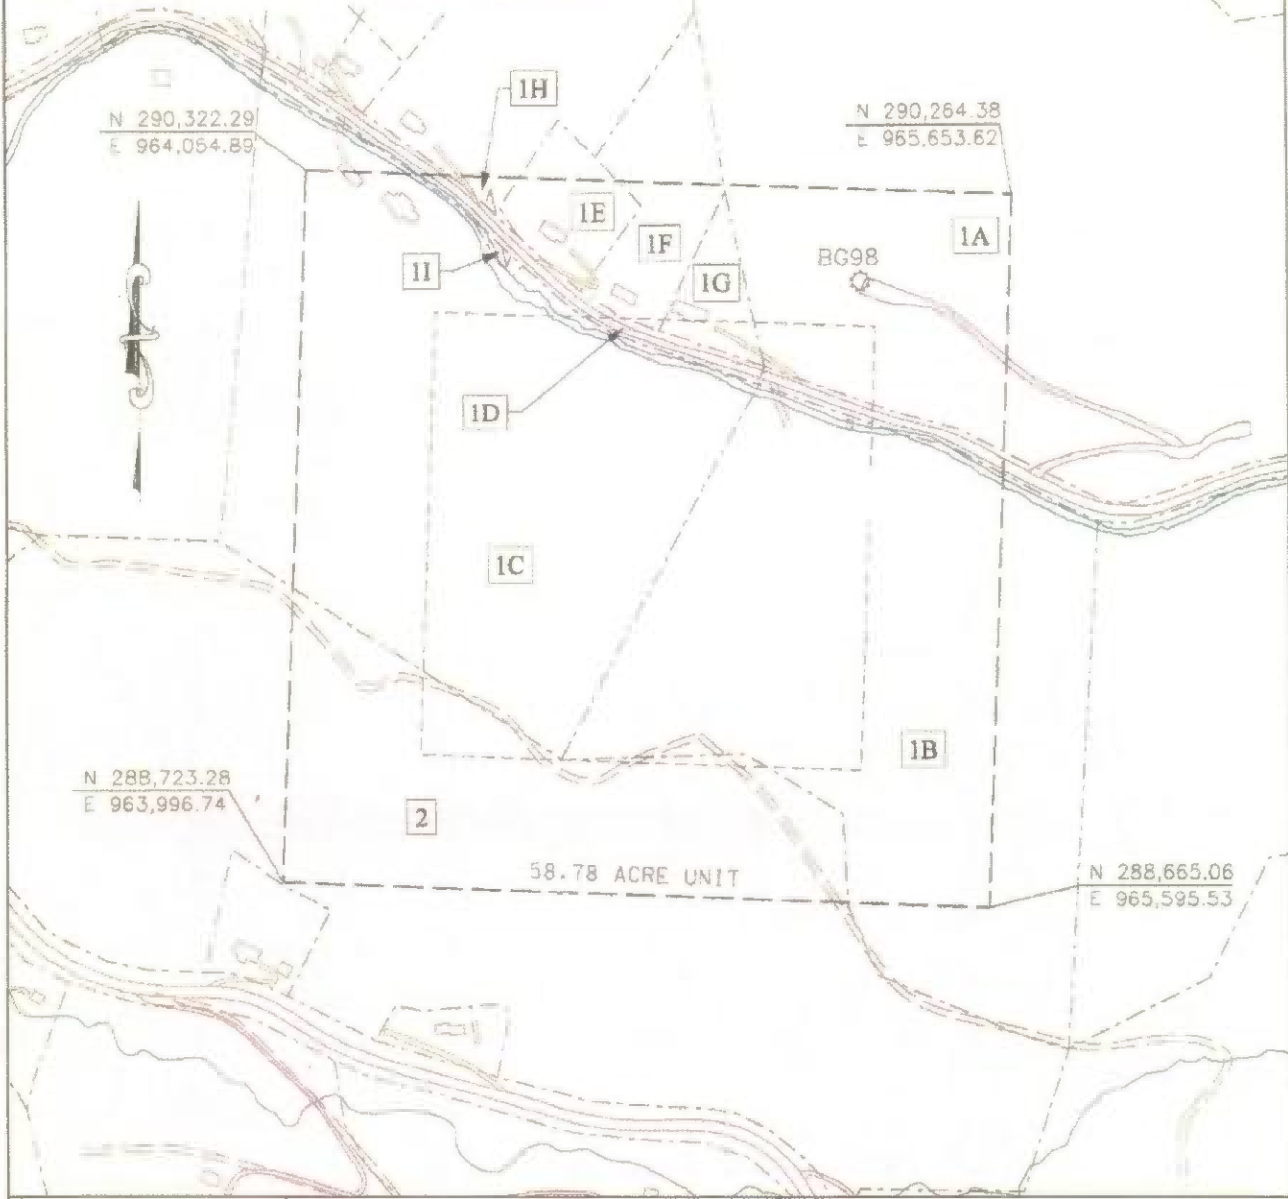 1H
N 290,322.29
E 964,054.89
N 290,264.38
E 965,653.62
1E
1F
1A
1I
1G
BG98
1D
1C
1B
N 288,723.28
E 963,996.74
2
58.78 ACRE UNIT
N 288,665.06
E 965,595.53